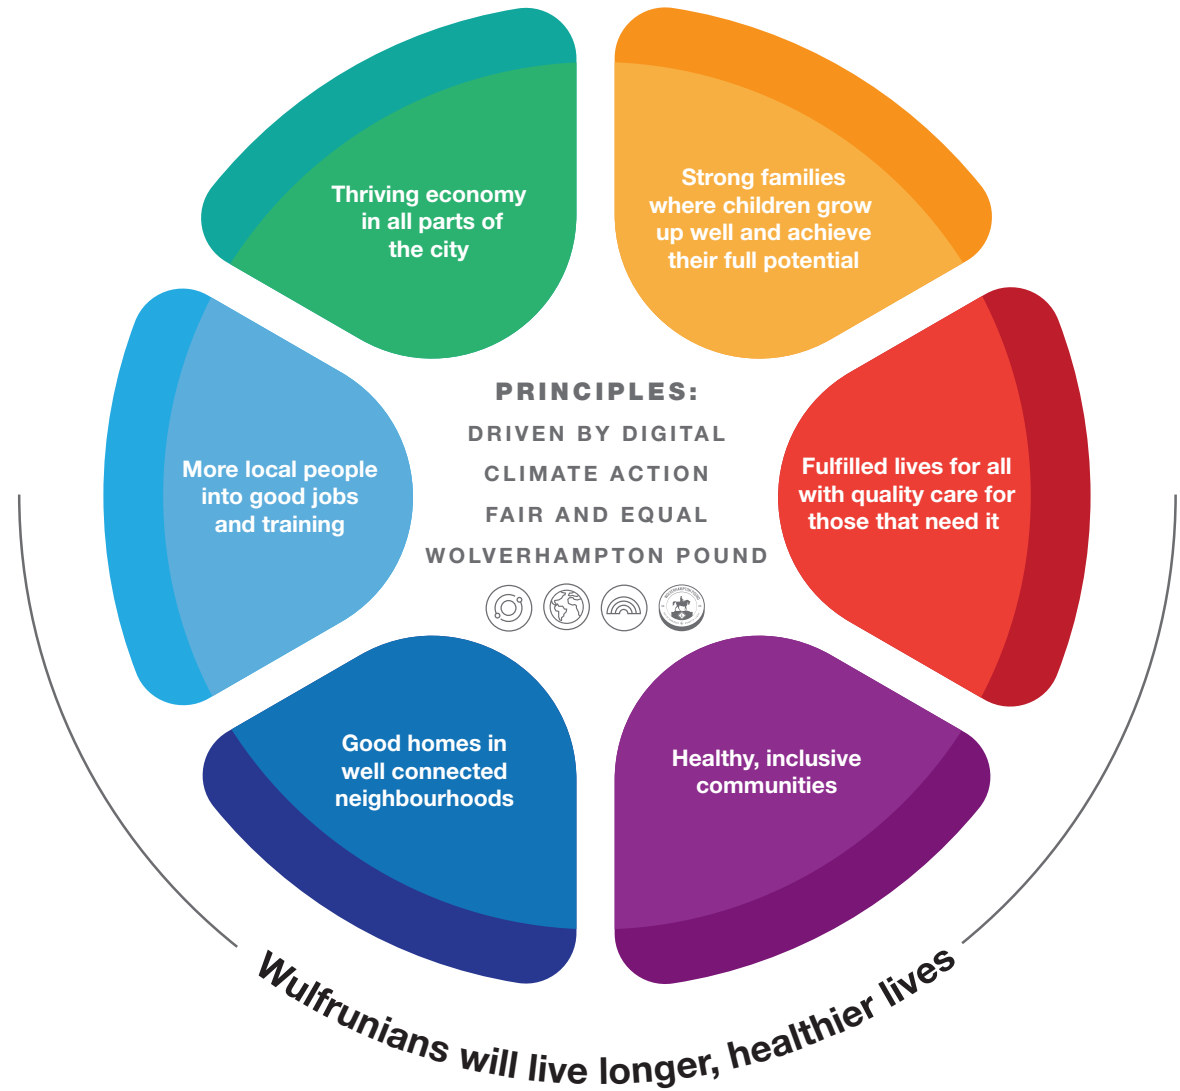 Thriving economy
in all parts of
the city
Strong families
where children grow
up well and achieve
their full potential
More local people
into good jobs
and training
PRINCIPLES:
DRIVEN BY DIGITAL
CLIMATE ACTION
FAIR AND EQUAL
WOLVERHAMPTON POUND
Fulfilled lives for all
with quality care for
those that need it
Good homes in
well connected
neighbourhoods
Healthy, inclusive
communities
Wulfrunians will live longer, healthier lives